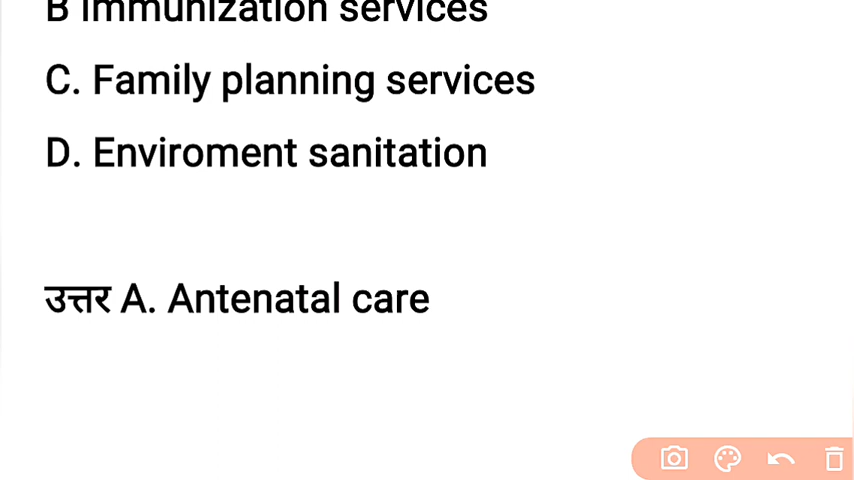 B Immunization services
C. Family planning services
D. Enviroment sanitation
उत्तर A. Antenatal care